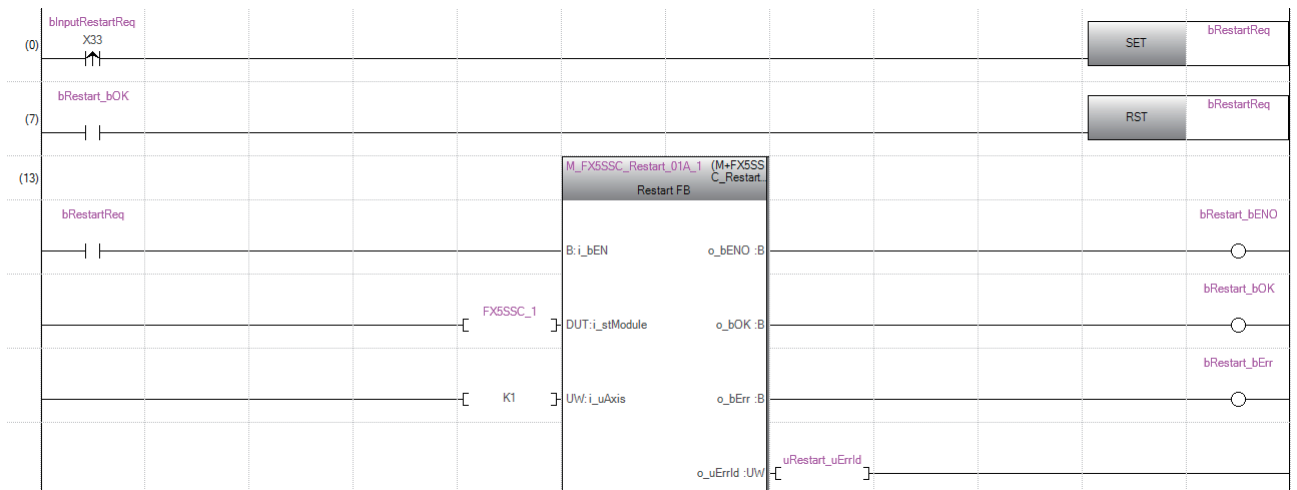 bInputRestartReq
X33
(0)
SET
bRestartReq
bRestart_bOK
(7)
RST
bRestartReq
(13)
M_FX5SSC_Restart_01A_1 (M+FX5SS
C_Restart..
Restart FB
bRestartReq
B:i_bEN
o_bENO :B
bRestart_bENO
FX5SSC_1
DUT:i_stModule
o_bOK :B
bRestart_bOK
K1
UW:i_uAxis
o_bErr :B
bRestart_bErr
o_uErrId :UW
uRestart_uErrId